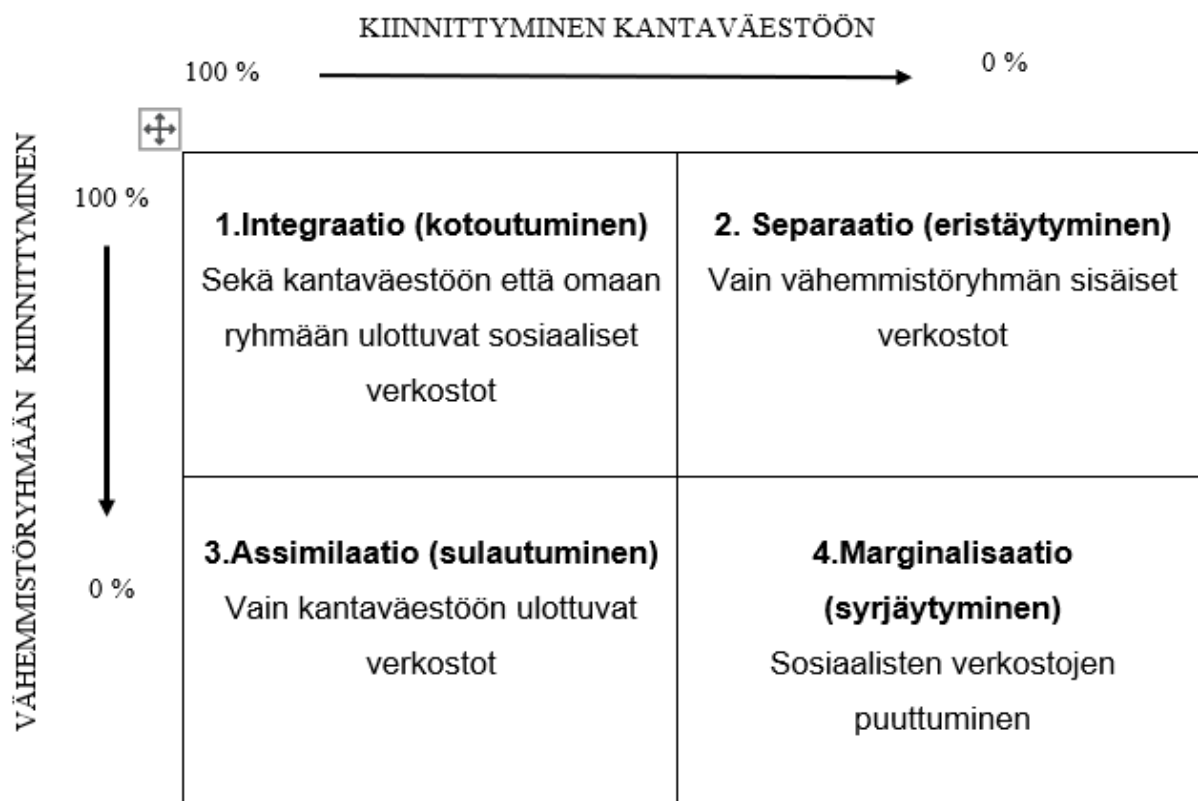 KIINNITTYMINEN KANTAVÄESTÖÖN
100 %
0 %
VÄHEMMISTÖRYHMÄÄN KIINNITTYMINEN
100 %
0 %
1.Integraatio (kotoutuminen)
Sekä kantaväestöön että omaan
ryhmään ulottuvat sosiaaliset
verkostot
2. Separaatio (eristäytyminen)
Vain vähemmistöryhmän sisäiset
verkostot
3.Assimilaatio (sulautuminen)
Vain kantaväestöön ulottuvat
verkostot
4.Marginalisaatio
(syrjäytyminen)
Sosiaalisten verkostojen
puuttuminen